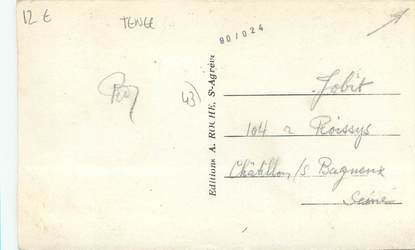 12 €
TENCE
80/024
43)
Editions A. ROCHE, St-Agrève
Jobit
104 r Roissys
Châtillon /s Bagneux
Seine